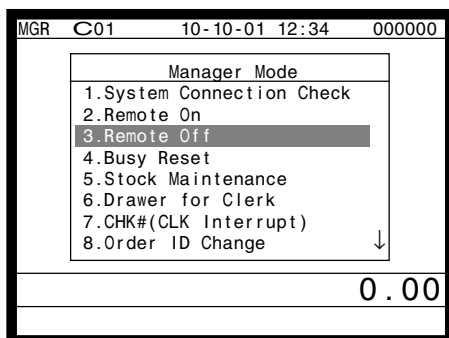 MGR C01 10-10-01 12:34 000000
Manager Mode
1.System Connection Check
2.Remote On
3.Remote Off
4.Busy Reset
5.Stock Maintenance
6.Drawer for Clerk
7.CHK#(CLK Interrupt)
8.Order ID Change ↓
0.00